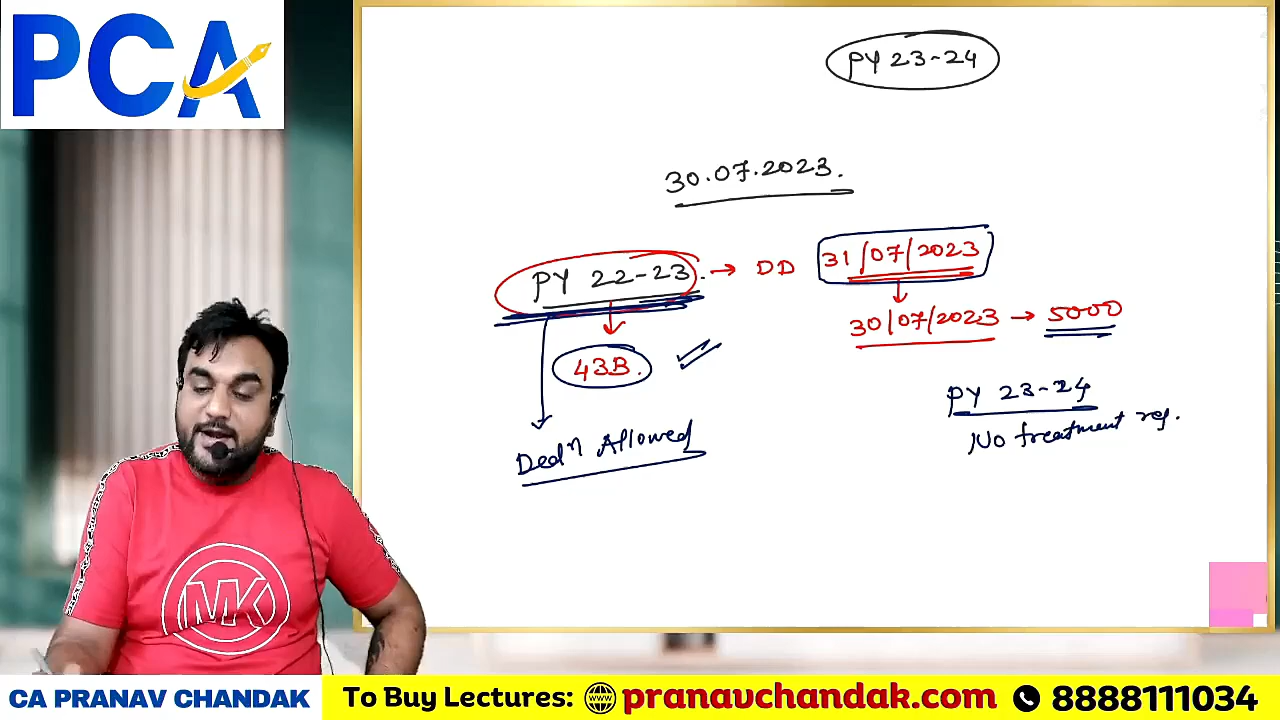 PCA
PY 23-24
30.07.2023.
PY 22-23. → DD 31/07/2023
30/07/2023 → 5000
43B.
PY 23-24
No treatment req.
Dedⁿ Allowed
MK
CA PRANAV CHANDAK
To Buy Lectures: pranavchandak.com 8888111034